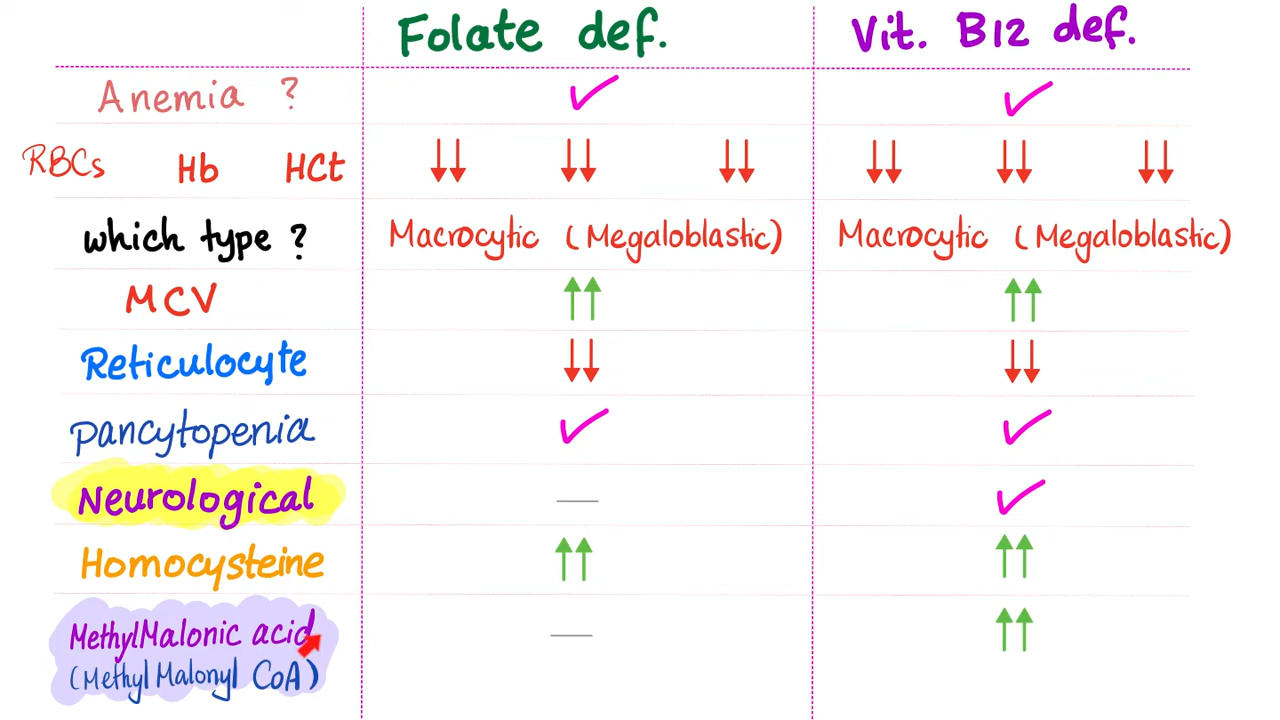 Folate def. Vit. B12 def.
Anemia ?
RBCs Hb HCt
which type ? Macrocytic (Megaloblastic) Macrocytic (Megaloblastic)
MCV
Reticulocyte
pancytopenia
Neurological
Homocysteine
MethylMalonic acid
(Methyl Malonyl CoA)